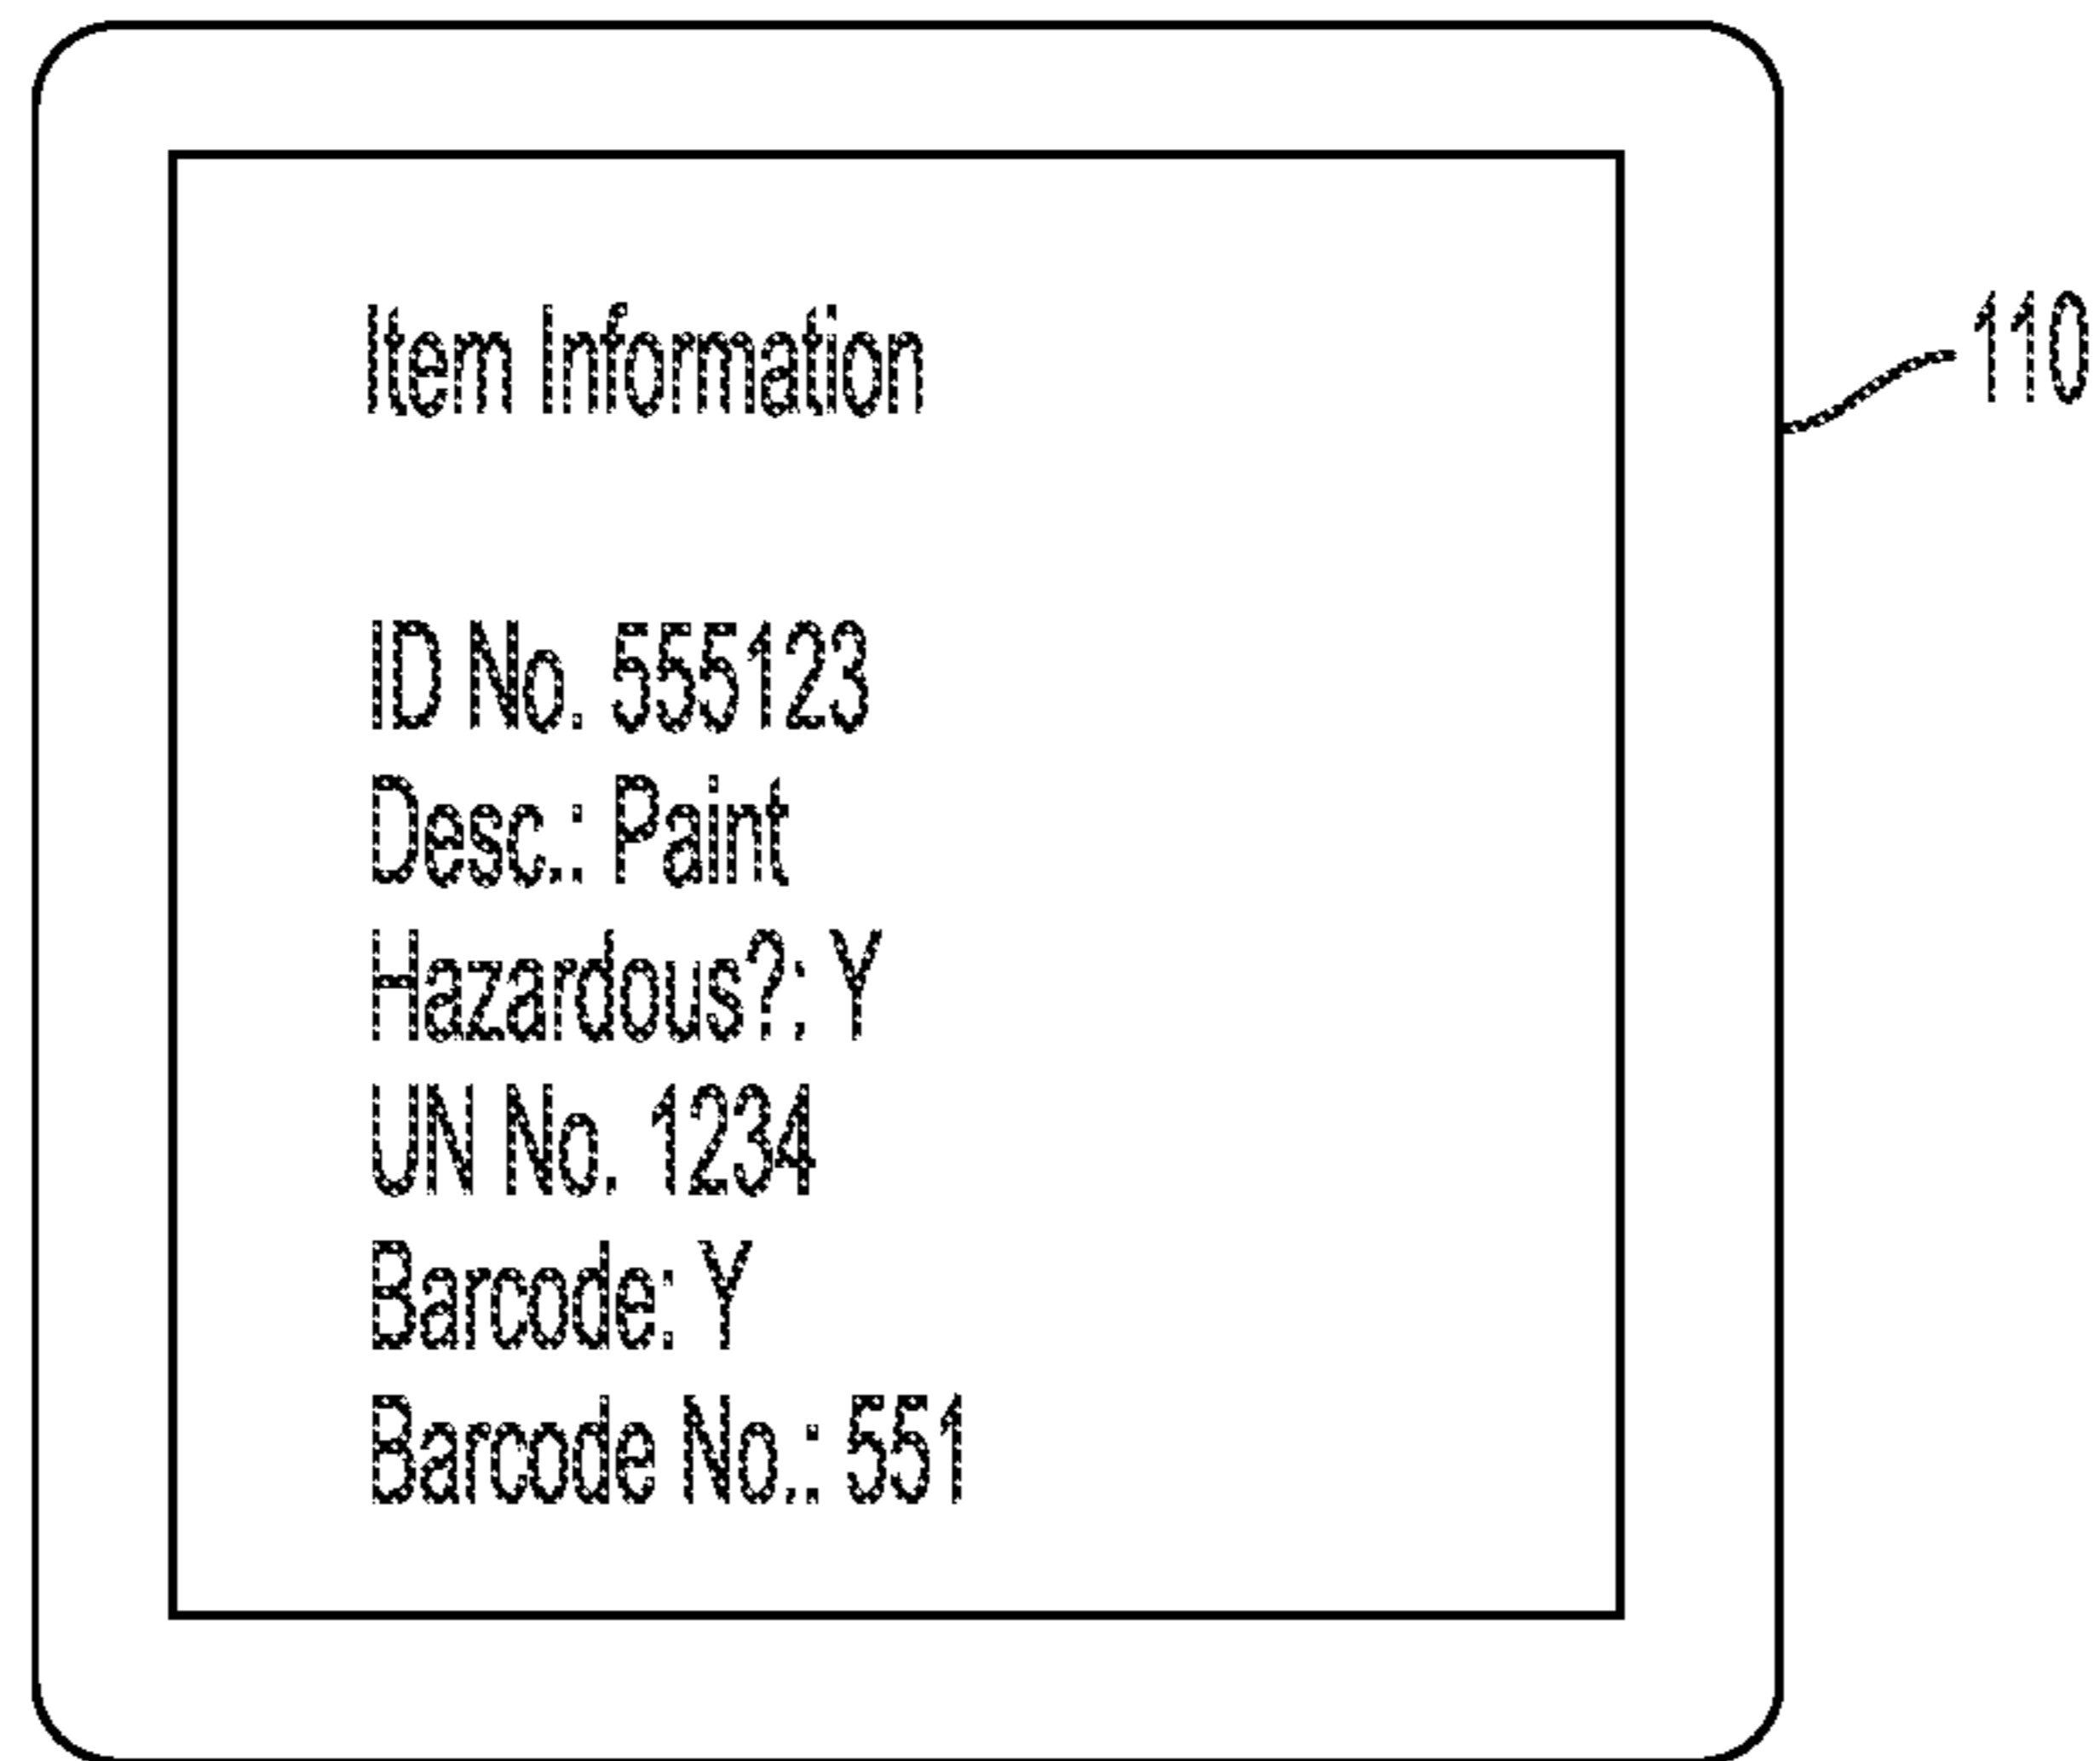 Item Information
110
ID No. 555123
Desc.: Paint
Hazardous?: Y
UN No. 1234
Barcode: Y
Barcode No.: 551